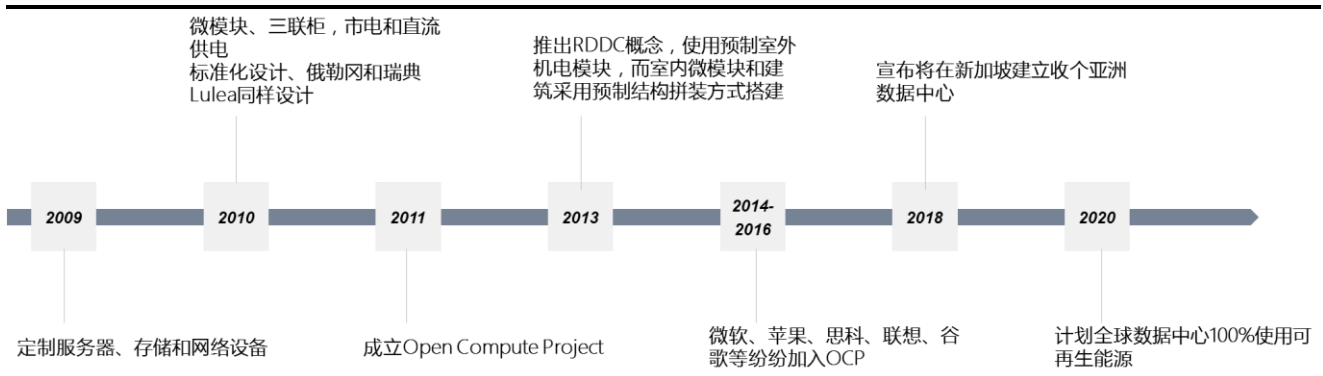 微模块、三联柜，市电和直流
供电
标准化设计、俄勒冈和瑞典
Lulea同样设计
推出RDDC概念，使用预制室外
机电模块，而室内微模块和建
筑采用预制结构拼装方式搭建
宣布将在新加坡建立收个亚洲
数据中心
2009
2010
2011
2013
2014-
2016
2018
2020
定制服务器、存储和网络设备
成立Open Compute Project
微软、苹果、思科、联想、谷
歌等纷纷加入OCP
计划全球数据中心100%使用可
再生能源